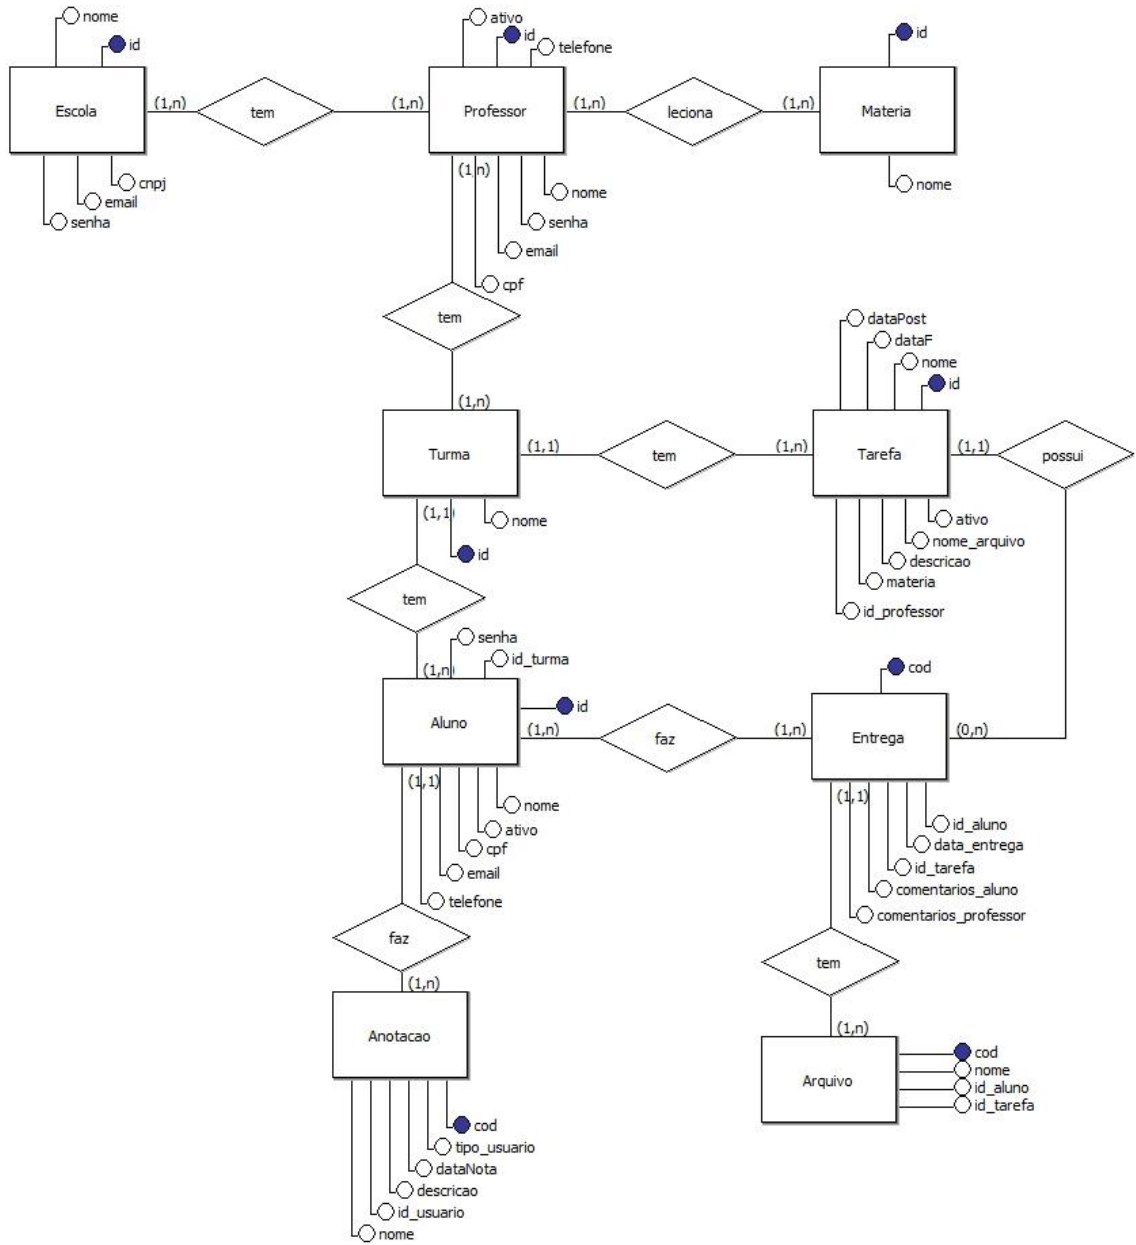 nome
id
Escola
(1,n)
tem
(1,n)
cnpj
email
senha
ativo
id
telefone
Professor
(1,n)
leciona
(1,n)
(1,n)
nome
senha
email
cpf
id
Materia
nome
tem
(1,n)
Turma
(1,1)
tem
(1,n)
(1,1)
nome
id
dataPost
dataF
nome
id
Tarefa
(1,1)
possui
ativo
nome_arquivo
descricao
materia
id_professor
tem
senha
id_turma
(1,n)
id
Aluno
(1,n)
faz
(1,n)
(1,1)
nome
ativo
cpf
email
telefone
cod
Entrega
(0,n)
(1,1)
id_aluno
data_entrega
id_tarefa
comentarios_aluno
comentarios_professor
faz
(1,n)
Anotacao
cod
tipo_usuario
dataNota
descricao
id_usuario
nome
tem
(1,n)
Arquivo
cod
nome
id_aluno
id_tarefa